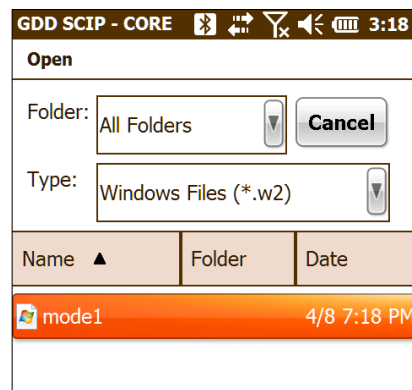 GDD SCIP - CORE 3:18
Open
Folder: All Folders Cancel
Type: Windows Files (*.w2)
Name ▲ Folder Date
mode1 4/8 7:18 PM